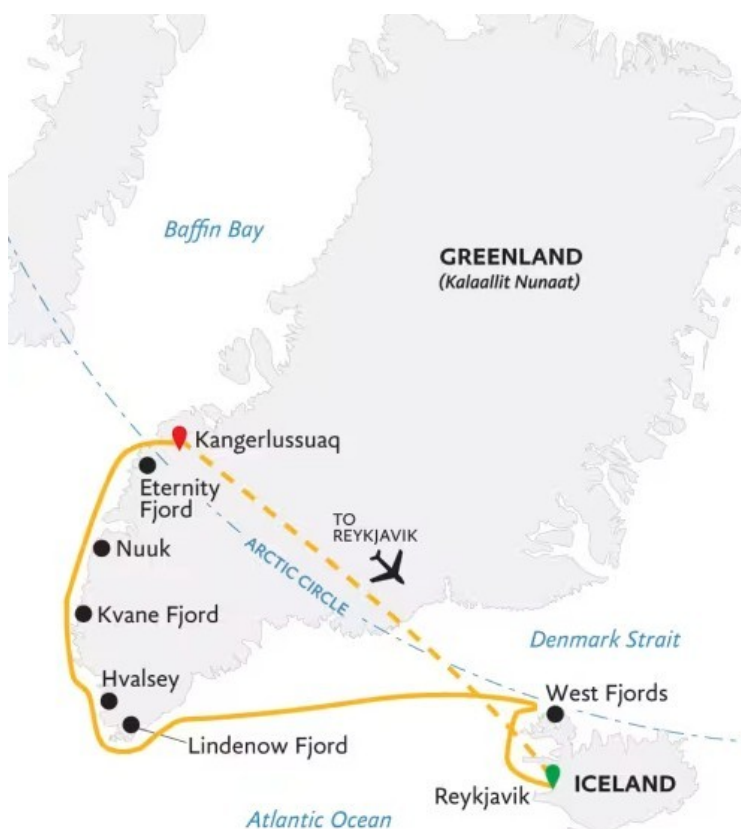 Baffin Bay
GREENLAND
(Kalaallit Nunaat)
Kangerlussuaq
Eternity
Fjord
TO
REYKJAVIK
Nuuk
ARCTIC CIRCLE
Kvane Fjord
Denmark Strait
Hvalsey
West Fjords
Lindenow Fjord
ICELAND
Reykjavik
Atlantic Ocean